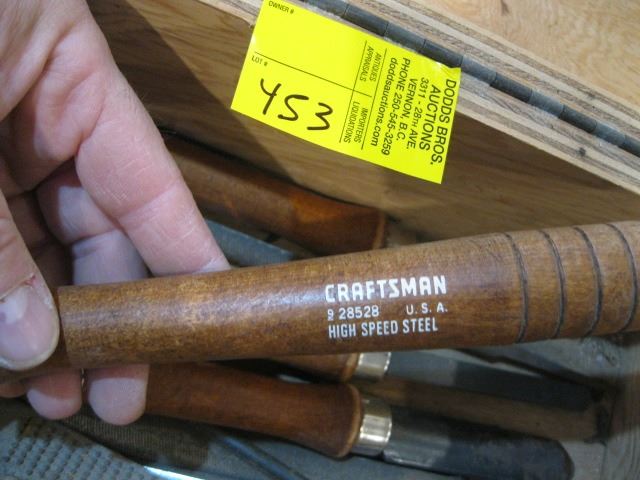 OWNER #
LOT #
453
DODDS BROS.
AUCTIONS
3311 - 28TH AVE.
VERNON, B.C.
PHONE 250-545-3259
doddsauctions.com
ANTIQUES IMPORTERS
APPRAISALS LIQUIDATIONS
CRAFTSMAN
9 28528 U.S.A.
HIGH SPEED STEEL